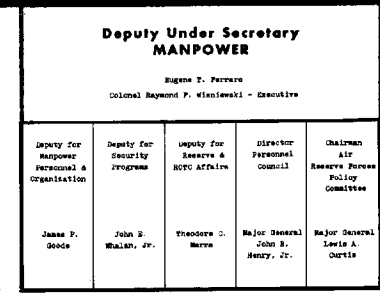 Deputy Under Secretary
MANPOWER
Eugene T. Ferrara
Colonel Raymond P. Wisniewski - Executive
Deputy for
Manpower
Personnel &
Organization
James P.
Goode
Deputy for
Security
Programs
John E.
Whalan, Jr.
Deputy for
Reserve &
ROTC Affairs
Theodore C.
Marrs
Director
Personnel
Council
Major General
John B.
Henry, Jr.
Chairman
Air
Reserve Forces
Policy
Committee
Major General
Lewis A.
Curtis